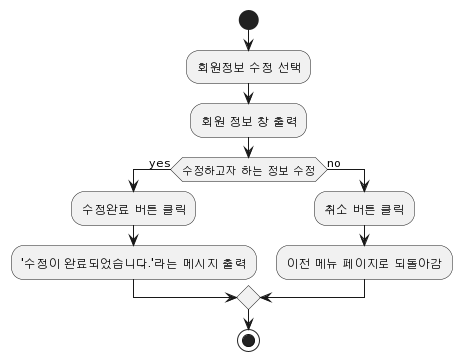 회원정보 수정 선택
회원 정보 창 출력
yes
수정하고자 하는 정보 수정
no
수정완료 버튼 클릭
취소 버튼 클릭
'수정이 완료되었습니다.'라는 메시지 출력
이전 메뉴 페이지로 되돌아감